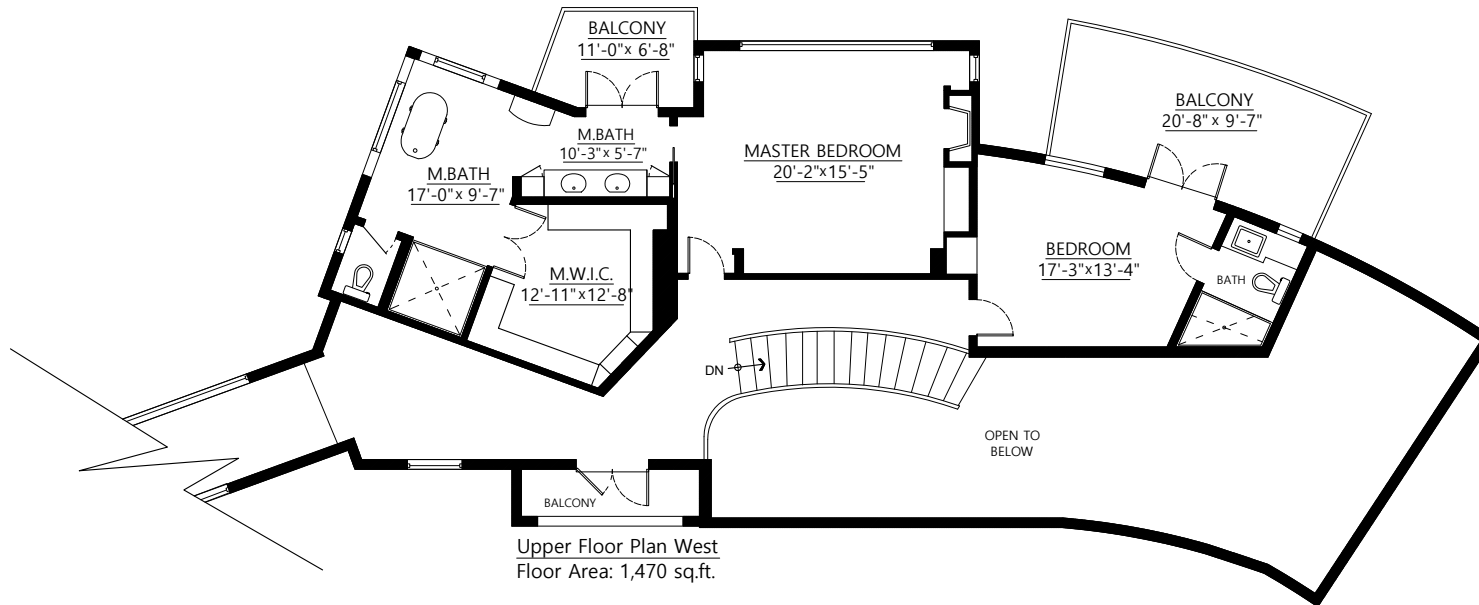 BALCONY
11'-0"x 6'-8"
BALCONY
20'-8"x 9'-7"
M.BATH
10'-3"x 5'-7"
MASTER BEDROOM
20'-2"x15'-5"
M.BATH
17'-0"x 9'-7"
BEDROOM
17'-3"x13'-4"
BATH
M.W.I.C.
12'-11"x12'-8"
DN
OPEN TO
BELOW
BALCONY
Upper Floor Plan West
Floor Area: 1,470 sq.ft.